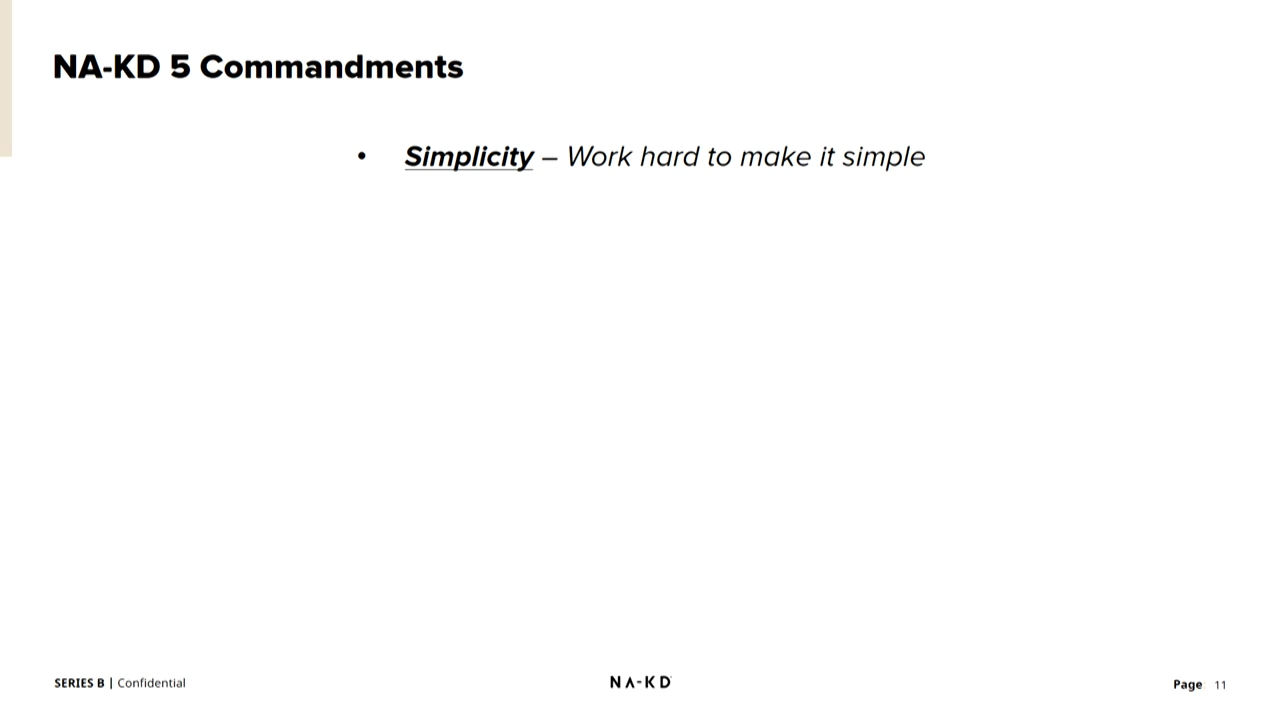 NA-KD 5 Commandments
• Simplicity – Work hard to make it simple
SERIES B | Confidential
NA-KD
Page 11